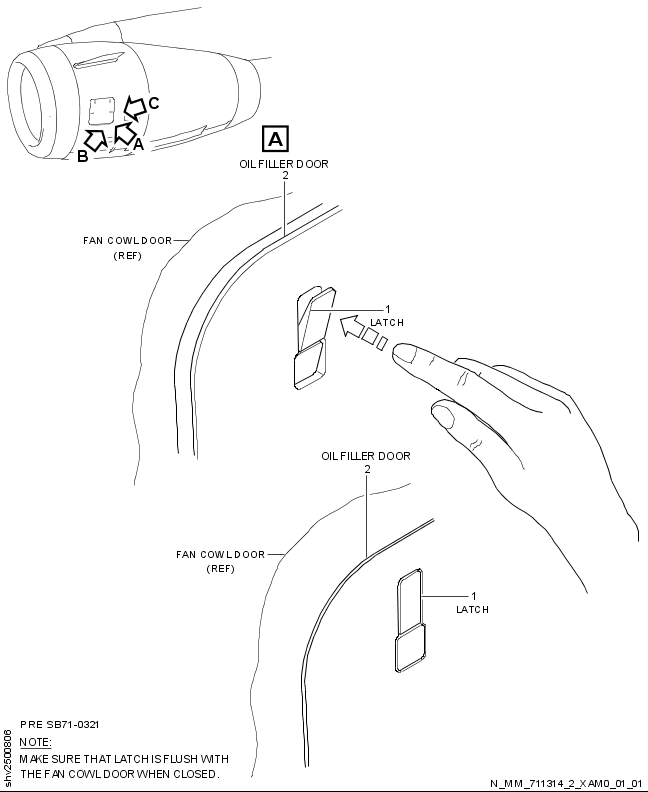 C
A
B
A
OIL FILLER DOOR
2
FAN COWL DOOR
(REF)
1
LATCH
OIL FILLER DOOR
2
FAN COWL DOOR
(REF)
1
LATCH
PRE SB71-0321
NOTE:
MAKE SURE THAT LATCH IS FLUSH WITH
THE FAN COWL DOOR WHEN CLOSED.
shv2500806
N_MM_711314_2_XAM0_01_01